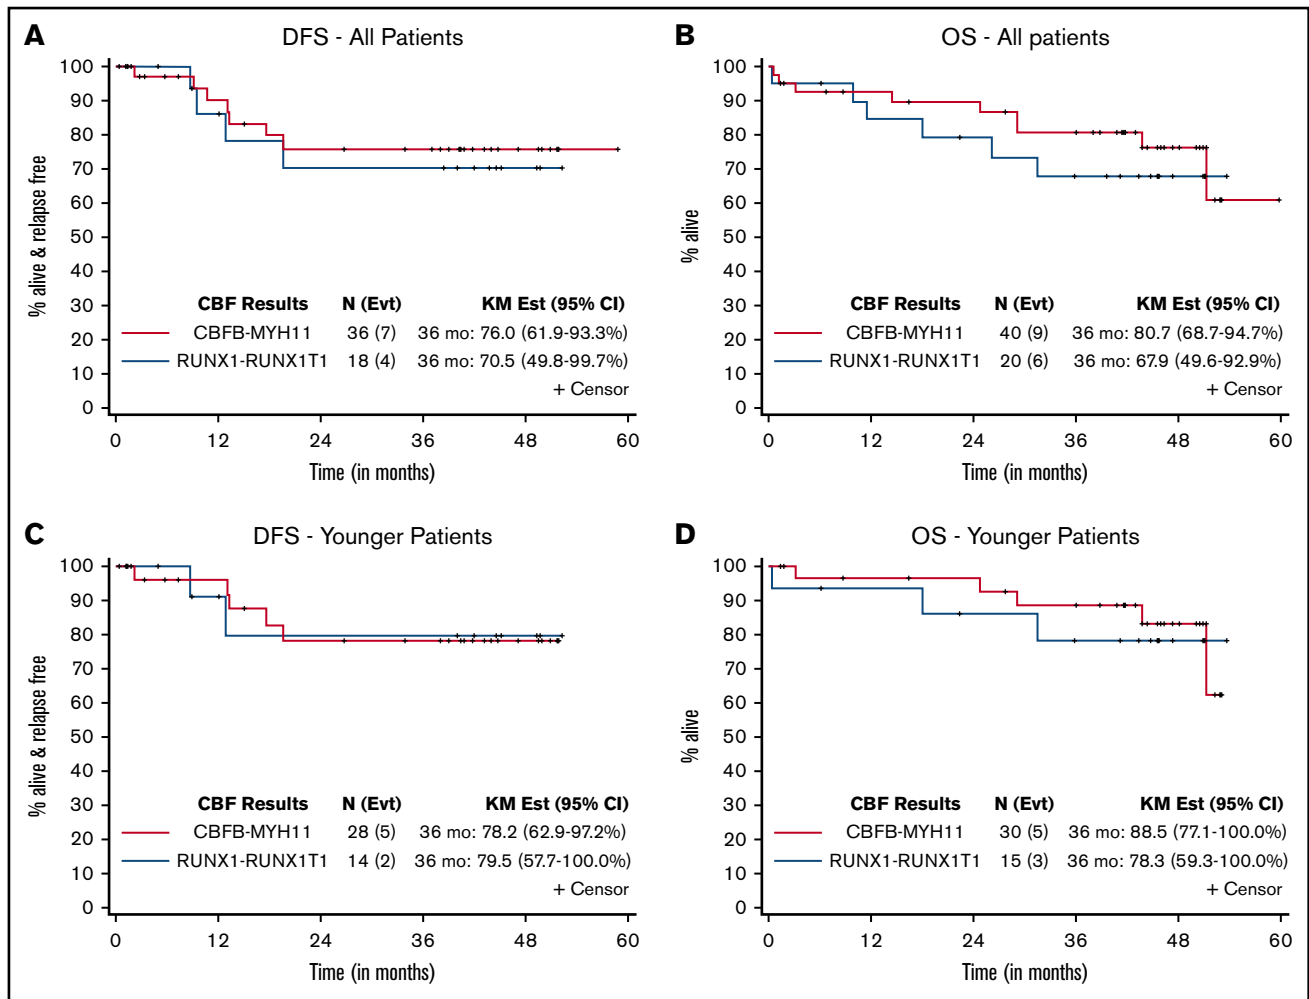 A
DFS - All Patients
% alive & relapse free
100
90
80
70
60
50
40
30
20
10
0
CBF Results N (Evt) KM Est (95% CI)
CBFB-MYH11 36 (7) 36 mo: 76.0 (61.9-93.3%)
RUNX1-RUNX1T1 18 (4) 36 mo: 70.5 (49.8-99.7%)
+ Censor
0 12 24 36 48 60
Time (in months)
B
OS - All patients
% alive
100
90
80
70
60
50
40
30
20
10
0
CBF Results N (Evt) KM Est (95% CI)
CBFB-MYH11 40 (9) 36 mo: 80.7 (68.7-94.7%)
RUNX1-RUNX1T1 20 (6) 36 mo: 67.9 (49.6-92.9%)
+ Censor
0 12 24 36 48 60
Time (in months)
C
DFS - Younger Patients
% alive & relapse free
100
90
80
70
60
50
40
30
20
10
0
CBF Results N (Evt) KM Est (95% CI)
CBFB-MYH11 28 (5) 36 mo: 78.2 (62.9-97.2%)
RUNX1-RUNX1T1 14 (2) 36 mo: 79.5 (57.7-100.0%)
+ Censor
0 12 24 36 48 60
Time (in months)
D
OS - Younger Patients
% alive
100
90
80
70
60
50
40
30
20
10
0
CBF Results N (Evt) KM Est (95% CI)
CBFB-MYH11 30 (5) 36 mo: 88.5 (77.1-100.0%)
RUNX1-RUNX1T1 15 (3) 36 mo: 78.3 (59.3-100.0%)
+ Censor
0 12 24 36 48 60
Time (in months)